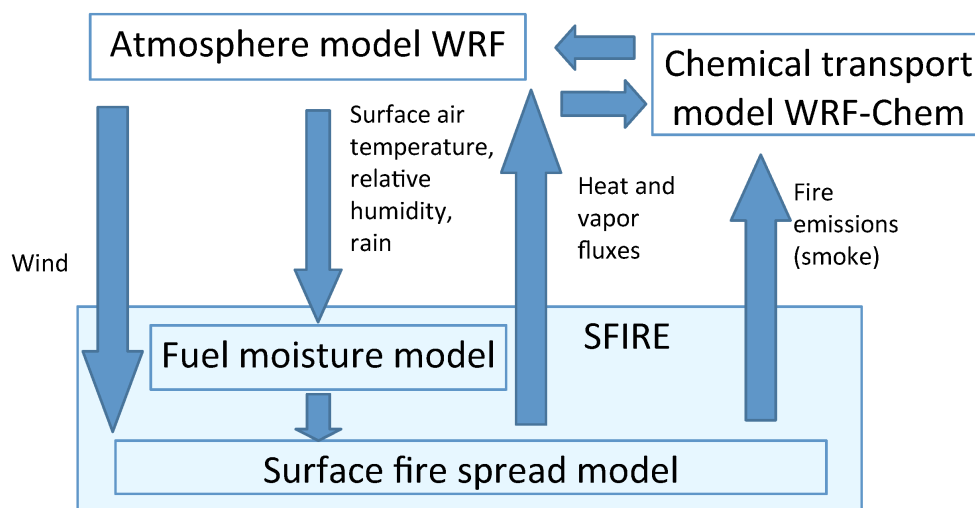 Atmosphere model WRF
Chemical transport
model WRF-Chem
Surface air
temperature,
relative
humidity,
rain
Heat and
vapor
fluxes
Fire
emissions
(smoke)
Wind
SFIRE
Fuel moisture model
Surface fire spread model